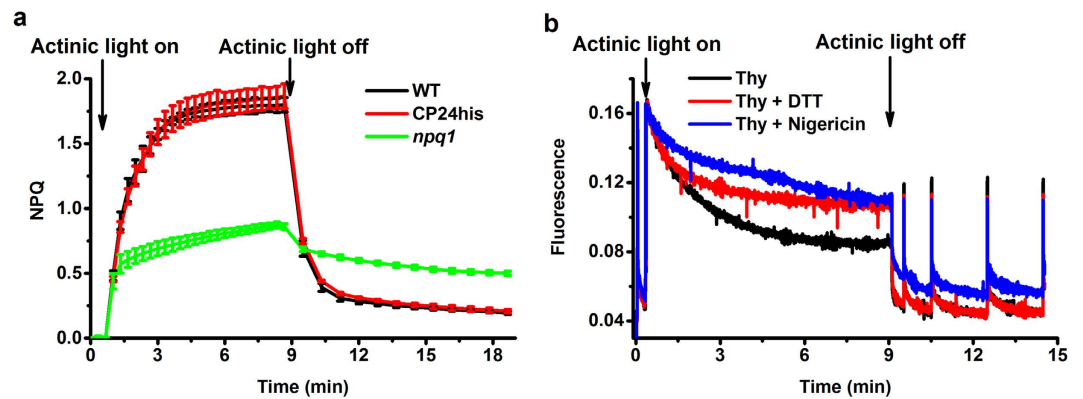 a
Actinic light on
Actinic light off
WT
CP24his
npq1
NPQ
2.0
1.5
1.0
0.5
0.0
0 3 6 9 12 15 18
Time (min)
b
Actinic light on
Actinic light off
Thy
Thy + DTT
Thy + Nigericin
Fluorescence
0.16
0.12
0.08
0.04
0 3 6 9 12 15
Time (min)